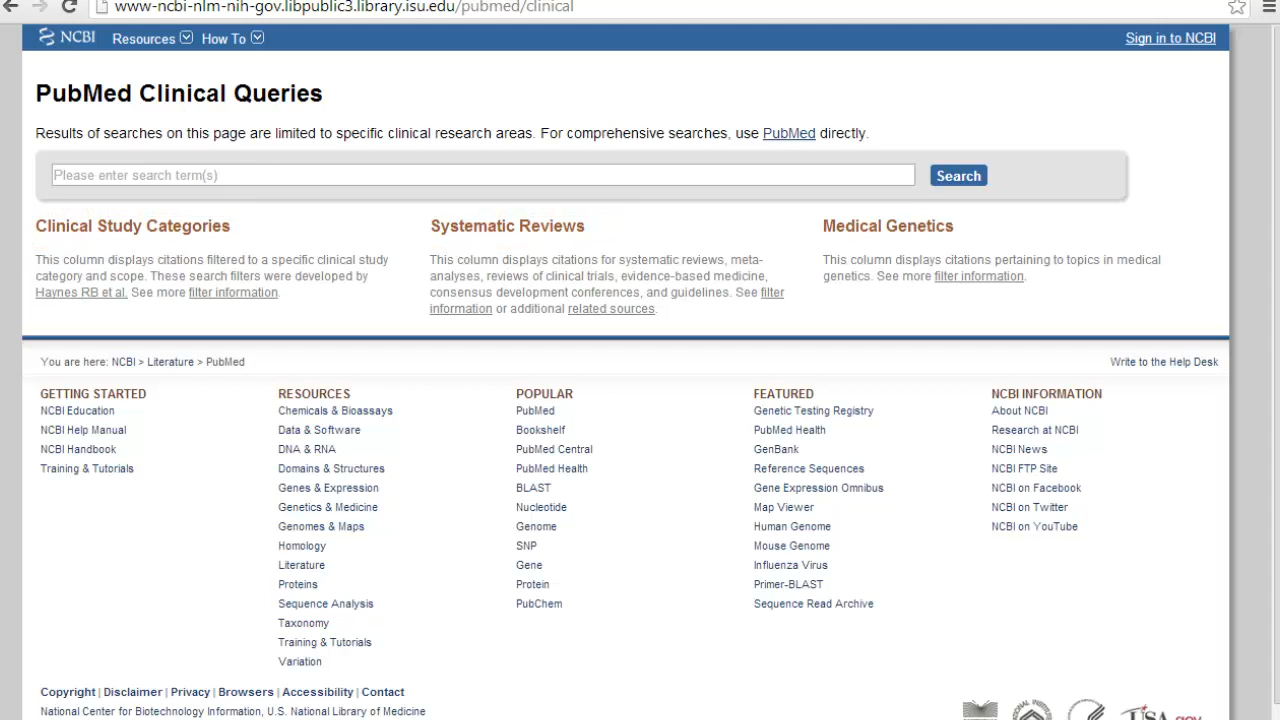 www-ncbi-nlm-nih-gov.libpublic3.library.isu.edu/pubmed/clinical
NCBI Resources How To Sign in to NCBI
PubMed Clinical Queries
Results of searches on this page are limited to specific clinical research areas. For comprehensive searches, use PubMed directly.
Please enter search term(s) Search
Clinical Study Categories
This column displays citations filtered to a specific clinical study
category and scope. These search filters were developed by
Haynes RB et al. See more filter information.
Systematic Reviews
This column displays citations for systematic reviews, meta-
analyses, reviews of clinical trials, evidence-based medicine,
consensus development conferences, and guidelines. See filter
information or additional related sources.
Medical Genetics
This column displays citations pertaining to topics in medical
genetics. See more filter information.
You are here: NCBI > Literature > PubMed
Write to the Help Desk
GETTING STARTED
NCBI Education
NCBI Help Manual
NCBI Handbook
Training & Tutorials
RESOURCES
Chemicals & Bioassays
Data & Software
DNA & RNA
Domains & Structures
Genes & Expression
Genetics & Medicine
Genomes & Maps
Homology
Literature
Proteins
Sequence Analysis
Taxonomy
Training & Tutorials
Variation
POPULAR
PubMed
Bookshelf
PubMed Central
PubMed Health
BLAST
Nucleotide
Genome
SNP
Gene
Protein
PubChem
FEATURED
Genetic Testing Registry
PubMed Health
GenBank
Reference Sequences
Gene Expression Omnibus
Map Viewer
Human Genome
Mouse Genome
Influenza Virus
Primer-BLAST
Sequence Read Archive
NCBI INFORMATION
About NCBI
Research at NCBI
NCBI News
NCBI FTP Site
NCBI on Facebook
NCBI on Twitter
NCBI on YouTube
Copyright | Disclaimer | Privacy | Browsers | Accessibility | Contact
National Center for Biotechnology Information, U.S. National Library of Medicine
USA.gov